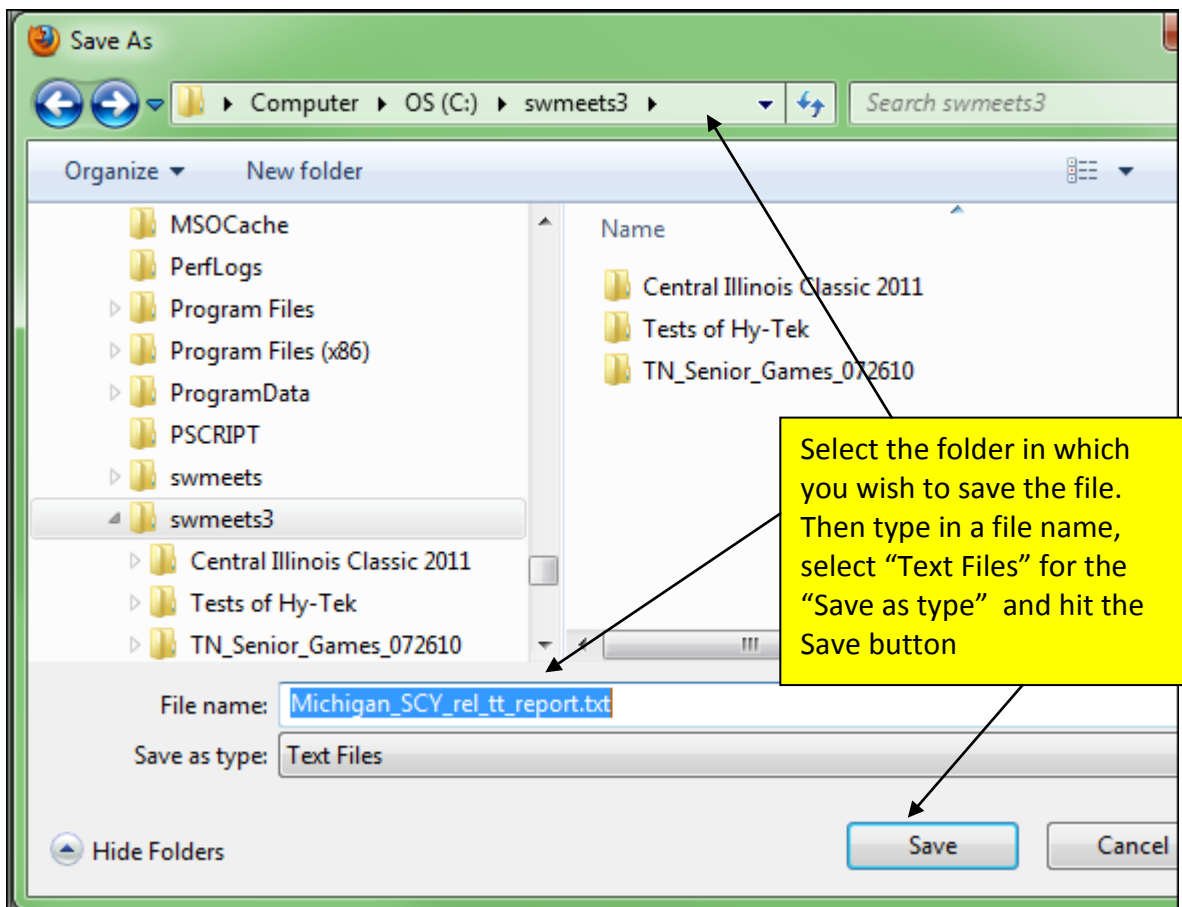 Save As
Computer ▸ OS (C:) ▸ swmeets3 ▸
Search swmeets3
Organize
New folder
MSOCache
PerfLogs
Program Files
Program Files (x86)
ProgramData
PSCRIPT
swmeets
swmeets3
Central Illinois Classic 2011
Tests of Hy-Tek
TN_Senior_Games_072610
Name
Central Illinois Classic 2011
Tests of Hy-Tek
TN_Senior_Games_072610
Select the folder in which
you wish to save the file.
Then type in a file name,
select “Text Files” for the
“Save as type” and hit the
Save button
File name: Michigan_SCY_rel_tt_report.txt
Save as type: Text Files
Hide Folders
Save
Cancel